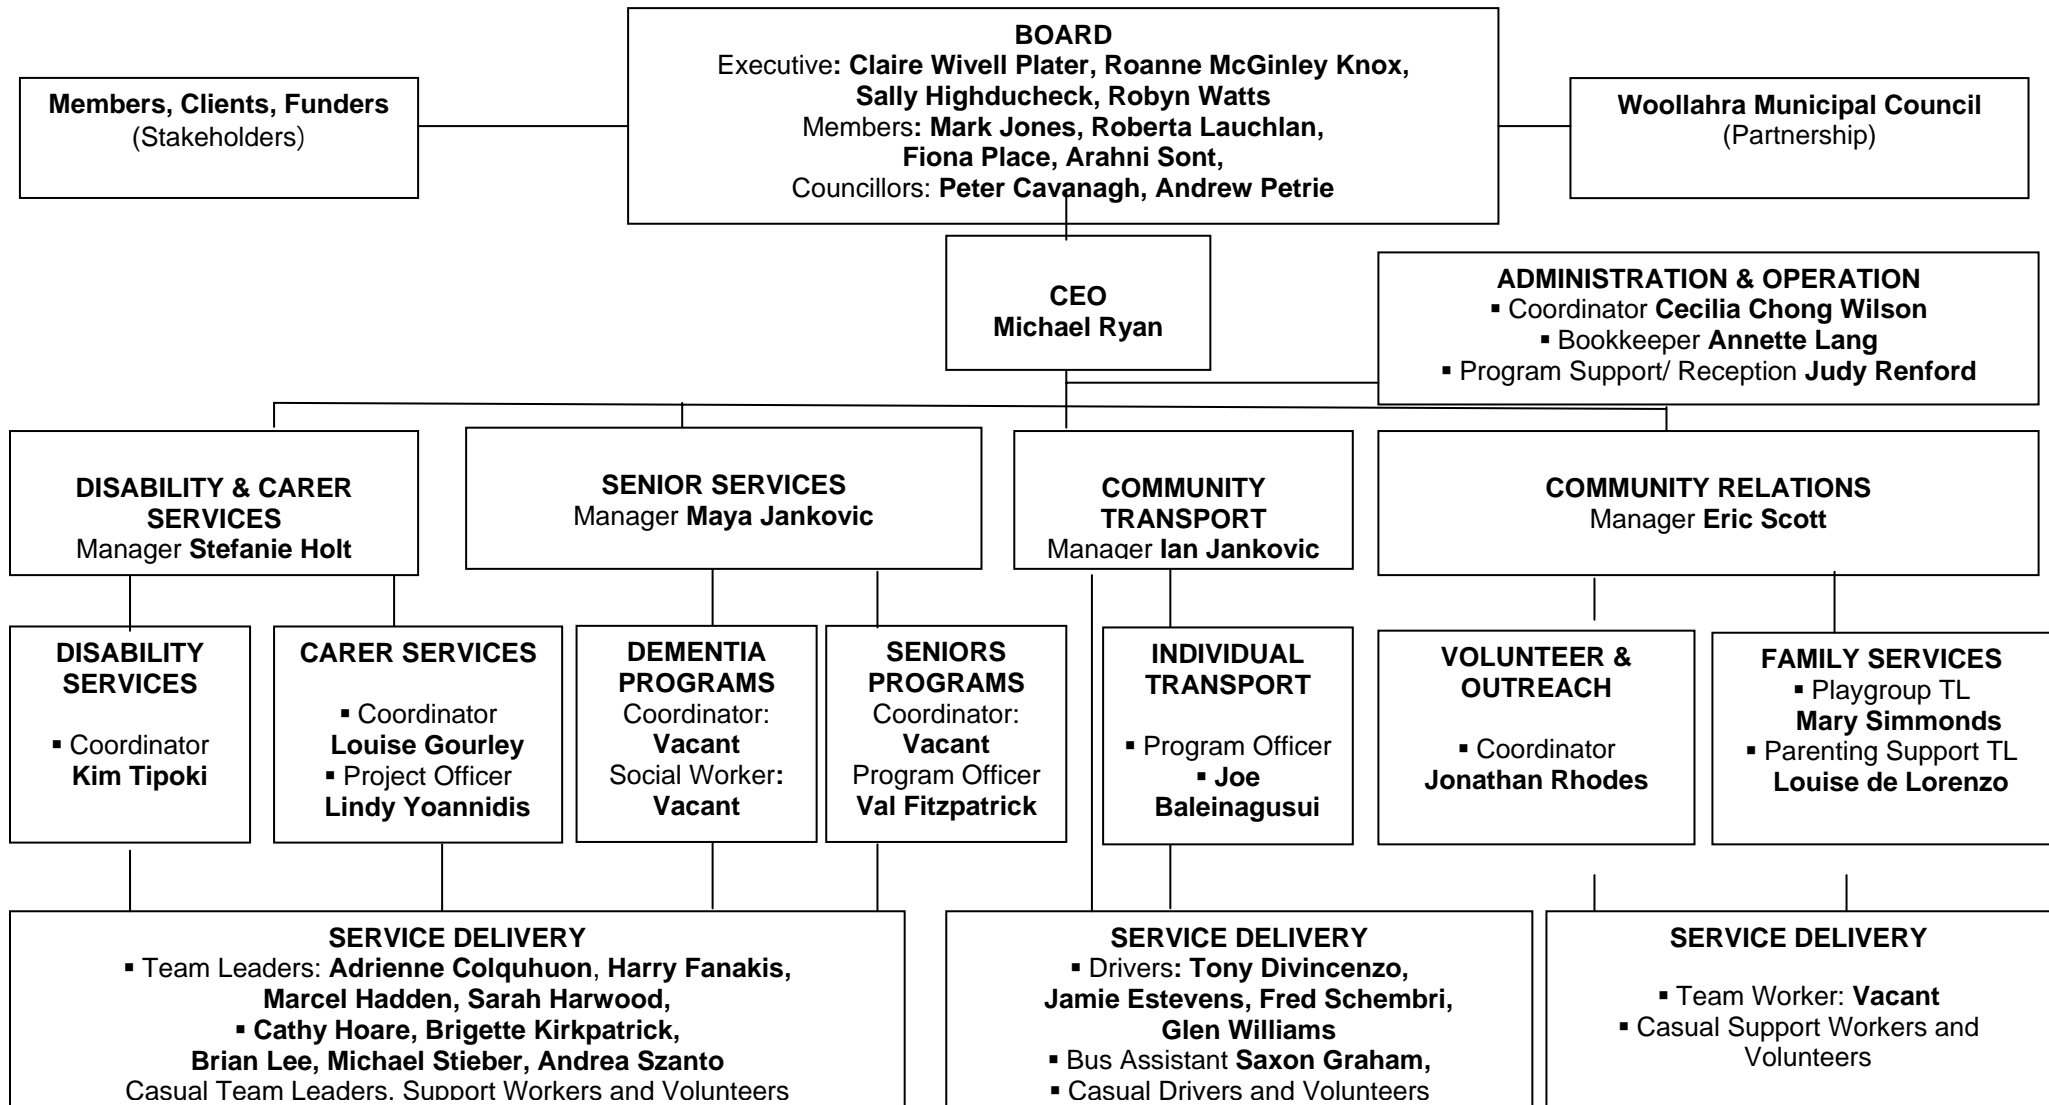 BOARD
Executive: Claire Wivell Plater, Roanne McGinley Knox,
Sally Highducheck, Robyn Watts
Members: Mark Jones, Roberta Lauchlan,
Fiona Place, Arahni Sont,
Councillors: Peter Cavanagh, Andrew Petrie
Members, Clients, Funders
(Stakeholders)
Woollahra Municipal Council
(Partnership)
CEO
Michael Ryan
ADMINISTRATION & OPERATION
▪ Coordinator Cecilia Chong Wilson
▪ Bookkeeper Annette Lang
▪ Program Support/ Reception Judy Renford
DISABILITY & CARER
SERVICES
Manager Stefanie Holt
SENIOR SERVICES
Manager Maya Jankovic
COMMUNITY
TRANSPORT
Manager Ian Jankovic
COMMUNITY RELATIONS
Manager Eric Scott
DISABILITY
SERVICES
▪ Coordinator
Kim Tipoki
CARER SERVICES
▪ Coordinator
Louise Gourley
▪ Project Officer
Lindy Yoannidis
DEMENTIA
PROGRAMS
Coordinator:
Vacant
Social Worker:
Vacant
SENIORS
PROGRAMS
Coordinator:
Vacant
Program Officer
Val Fitzpatrick
INDIVIDUAL
TRANSPORT
▪ Program Officer
▪ Joe
Baleinagusui
VOLUNTEER &
OUTREACH
▪ Coordinator
Jonathan Rhodes
FAMILY SERVICES
▪ Playgroup TL
Mary Simmonds
▪ Parenting Support TL
Louise de Lorenzo
SERVICE DELIVERY
▪ Team Leaders: Adrienne Colquhuon, Harry Fanakis,
Marcel Hadden, Sarah Harwood,
▪ Cathy Hoare, Brigette Kirkpatrick,
Brian Lee, Michael Stieber, Andrea Szanto
Casual Team Leaders, Support Workers and Volunteers
SERVICE DELIVERY
▪ Drivers: Tony Divincenzo,
Jamie Estevens, Fred Schembri,
Glen Williams
▪ Bus Assistant Saxon Graham,
▪ Casual Drivers and Volunteers
SERVICE DELIVERY
▪ Team Worker: Vacant
▪ Casual Support Workers and
Volunteers